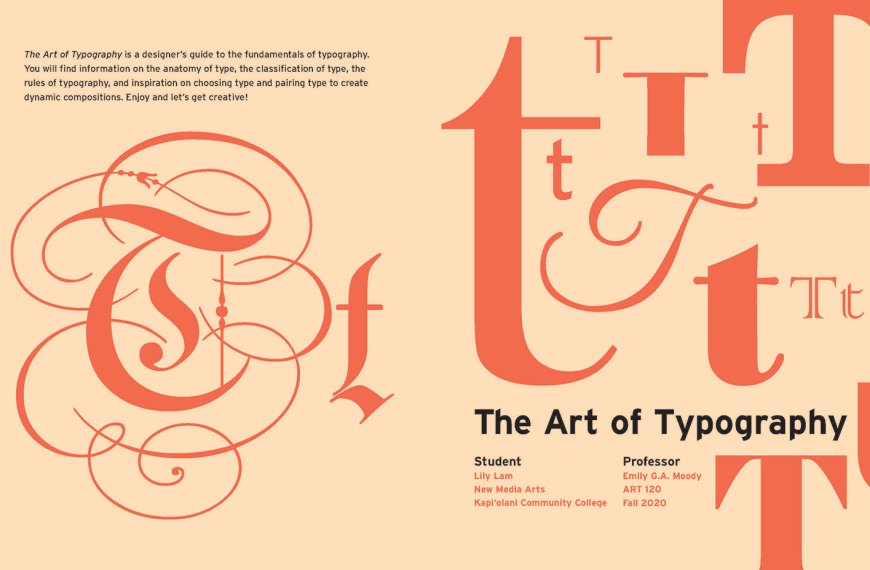 The Art of Typography is a designer's guide to the fundamentals of typography.
You will find information on the anatomy of type, the classification of type, the
rules of typography, and inspiration on choosing type and pairing type to create
dynamic compositions. Enjoy and let's get creative!
T
t
t
T
T
t
T
t
T
T
t
T tt
The Art of Typography
Student
Lily Lam
New Media Arts
Kapi'olani Community College
Professor
Emily G.A. Moody
ART 120
Fall 2020
T